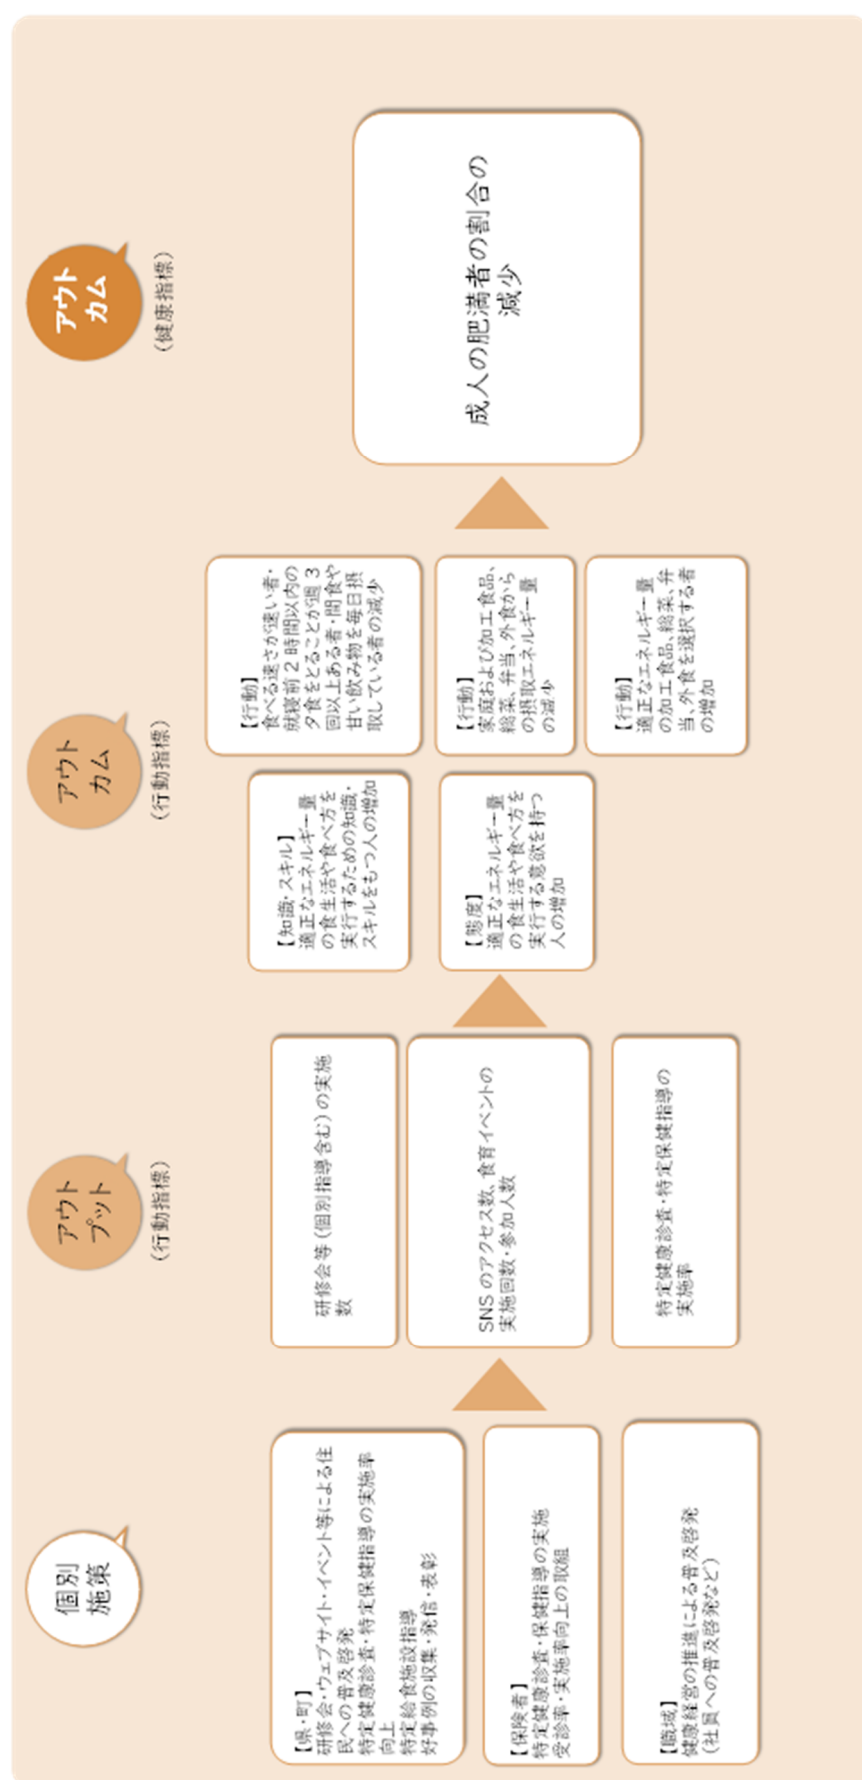 個別
施策
【県・町】
研修会・ウェブサイト・イベント等による住
民への普及啓発
特定健康診査・特定保健指導の実施率
向上
特定給食施設指導
好事例の収集・発信・表彰
【保険者】
特定健康診査・保健指導の実施
受診率・実施率向上の取組
【職域】
健康経営の推進による普及啓発
（社員への普及啓発など）
アウト
プット
（行動指標）
研修会等（個別指導含む）の実施
数
SNS のアクセス数、食育イベントの
実施回数・参加人数
特定健康診査・特定保健指導の
実施率
アウト
カム
（行動指標）
【知識・スキル】
適正なエネルギー量
の食生活や食べ方を
実行するための知識・
スキルをもつ人の増加
【態度】
適正なエネルギー量
の食生活や食べ方を
実行する意欲を持つ
人の増加
【行動】
食べる速さが速い者・
就寝前 2 時間以内の
夕食をとることが週 3
回以上ある者・間食や
甘い飲み物を毎日摂
取している者の減少
【行動】
家庭および加工食品、
総菜、弁当、外食から
の摂取エネルギー量
の減少
【行動】
適正なエネルギー量
の加工食品、総菜、弁
当、外食を選択する者
の増加
アウト
カム
（健康指標）
成人の肥満者の割合の
減少